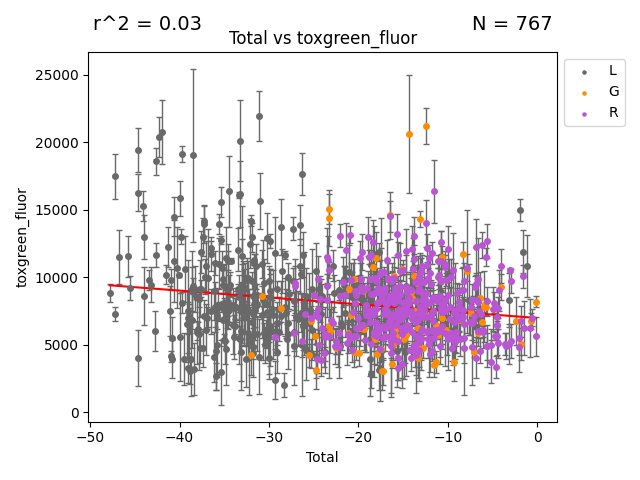 r^2 = 0.03 N = 767
Total vs toxgreen_fluor
25000
20000
15000
10000
5000
0
toxgreen_fluor
−50 −40 −30 −20 −10 0
Total
L
G
R